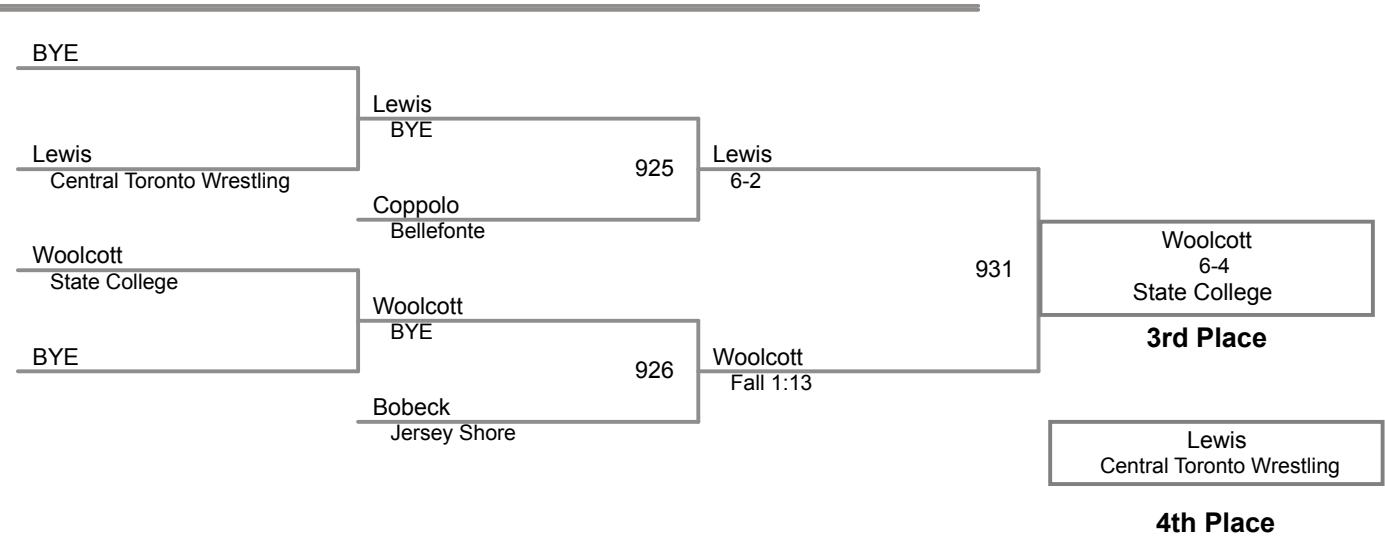 BYE
Lewis
BYE
Lewis
Central Toronto Wrestling
925
Lewis
6-2
Coppolo
Bellefonte
Woolcott
State College
931
Woolcott
6-4
State College
3rd Place
Woolcott
BYE
BYE
926
Woolcott
Fall 1:13
Bobeck
Jersey Shore
Lewis
Central Toronto Wrestling
4th Place